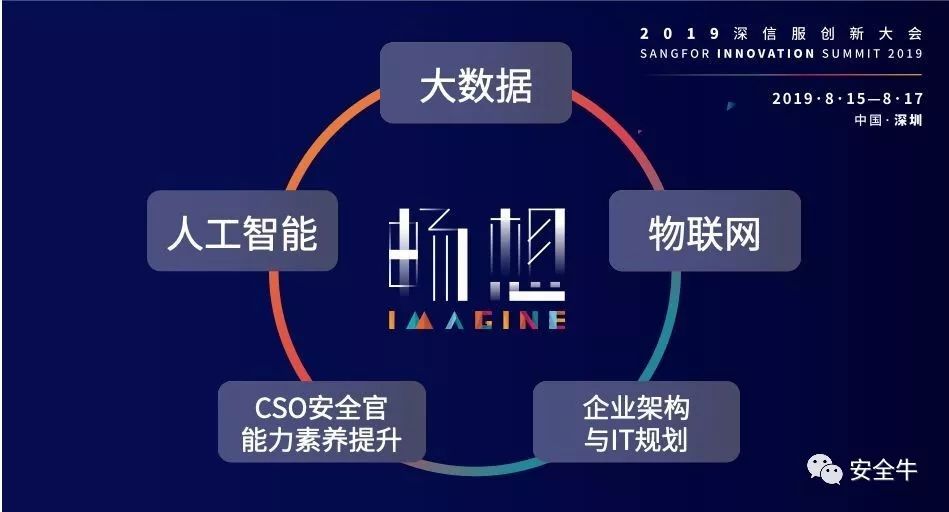 2019深信服创新大会
SANGFOR INNOVATION SUMMIT 2019
2019·8·15—8·17
中国·深圳
大数据
人工智能
物联网
畅想
IMAGINE
CSO安全官
能力素养提升
企业架构
与IT规划
安全牛